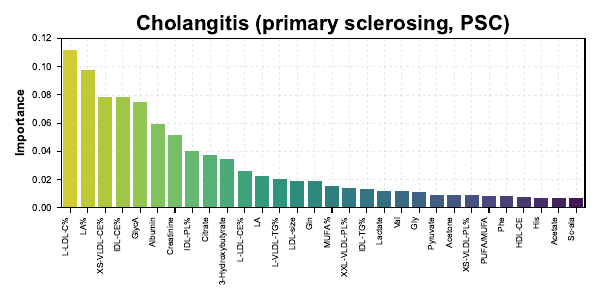 Cholangitis (primary sclerosing, PSC)
Importance
0.12
0.10
0.08
0.06
0.04
0.02
0.00
L-LDL-C%
LA%
XS-VLDL-CE%
IDL-CE%
GlycA
Albumin
Creatinine
IDL-PL%
Citrate
3-Hydroxybutyrate
L-LDL-CE%
LA
L-VLDL-TG%
LDL-size
Gln
MUFA%
XXL-VLDL-PL%
IDL-TG%
Lactate
Val
Gly
Pyruvate
Acetone
XS-VLDL-PL%
PUFA/MUFA
Phe
HDL-CE
His
Acetate
Sc-ala